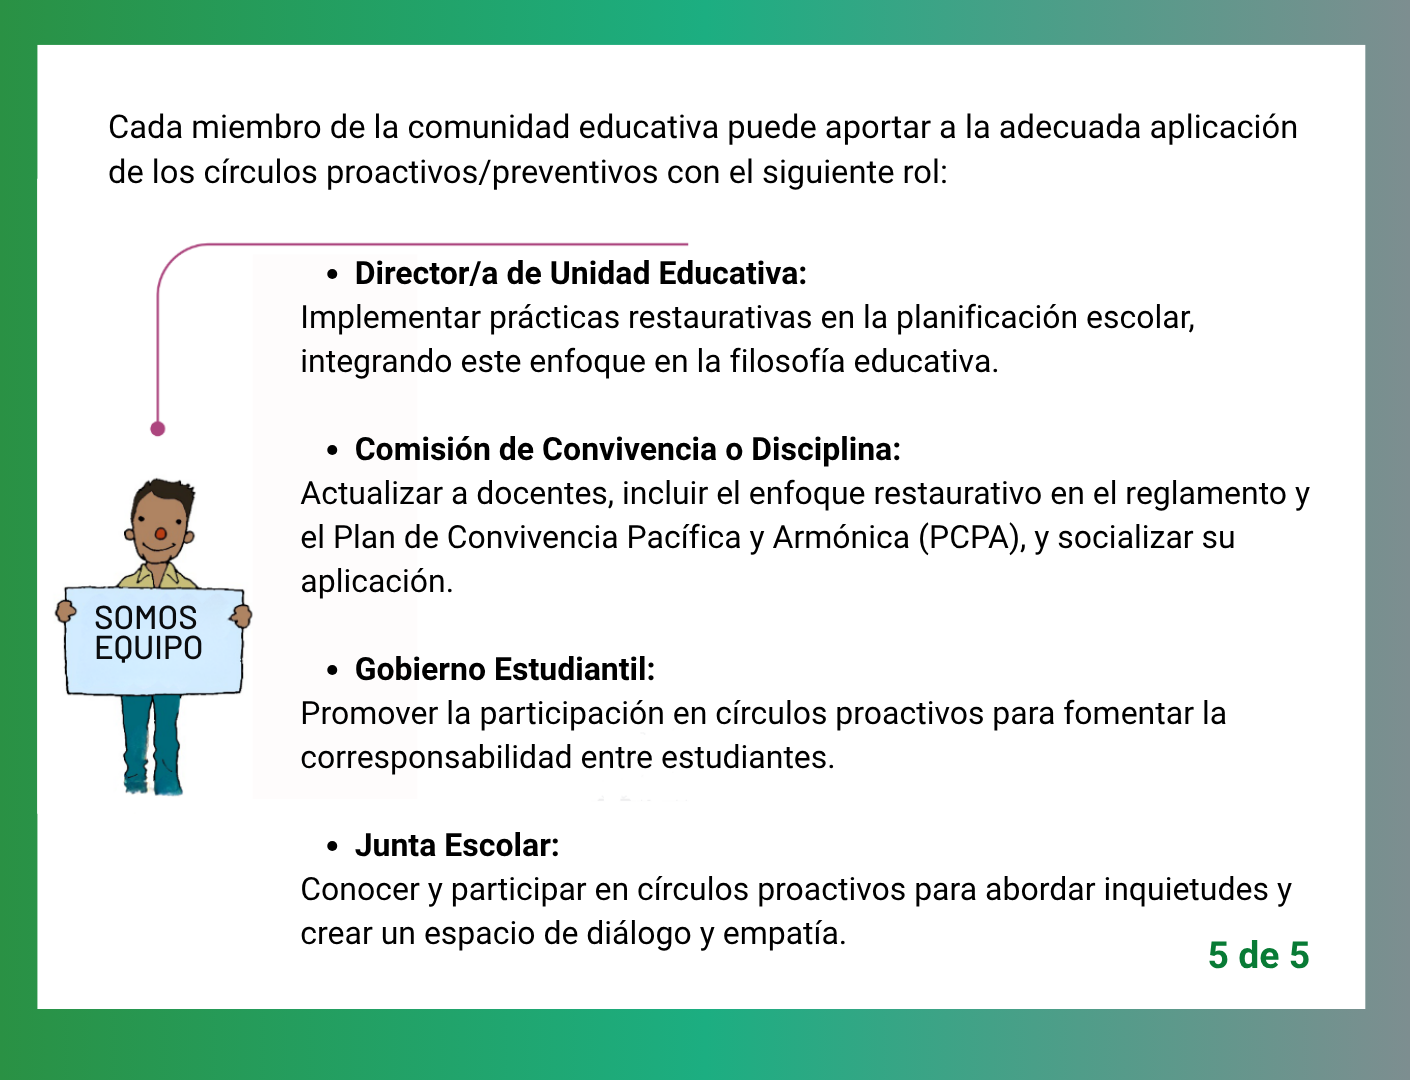 Cada miembro de la comunidad educativa puede aportar a la adecuada aplicación
de los círculos proactivos/preventivos con el siguiente rol:
• Director/a de Unidad Educativa:
Implementar prácticas restaurativas en la planificación escolar,
integrando este enfoque en la filosofía educativa.
• Comisión de Convivencia o Disciplina:
Actualizar a docentes, incluir el enfoque restaurativo en el reglamento y
el Plan de Convivencia Pacífica y Armónica (PCPA), y socializar su
aplicación.
SOMOS
EQUIPO
• Gobierno Estudiantil:
Promover la participación en círculos proactivos para fomentar la
corresponsabilidad entre estudiantes.
• Junta Escolar:
Conocer y participar en círculos proactivos para abordar inquietudes y
crear un espacio de diálogo y empatía.
5 de 5